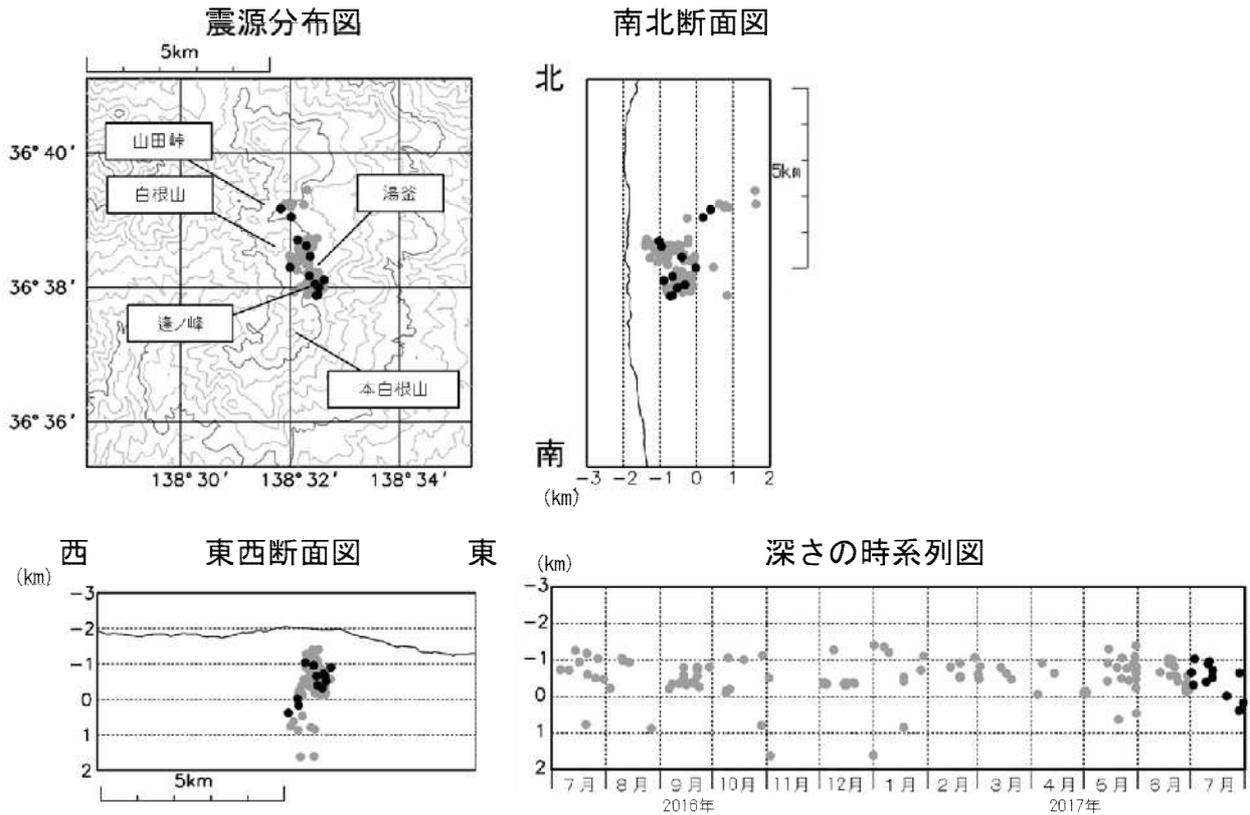 震源分布図
5km
36° 40′
36° 38′
36° 36′
山田峠
白根山
湯釜
逢ノ峰
本白根山
138° 30′ 138° 32′ 138° 34′
南北断面図
北
南
5km
-3 -2 -1 0 1 2
(km)
西 東西断面図 東
(km)
-3
-2
-1
0
1
2
5km
深さの時系列図
(km)
-3
-2
-1
0
1
2
7月 8月 9月 10月 11月 12月 1月 2月 3月 4月 5月 6月 7月
2016年 2017年